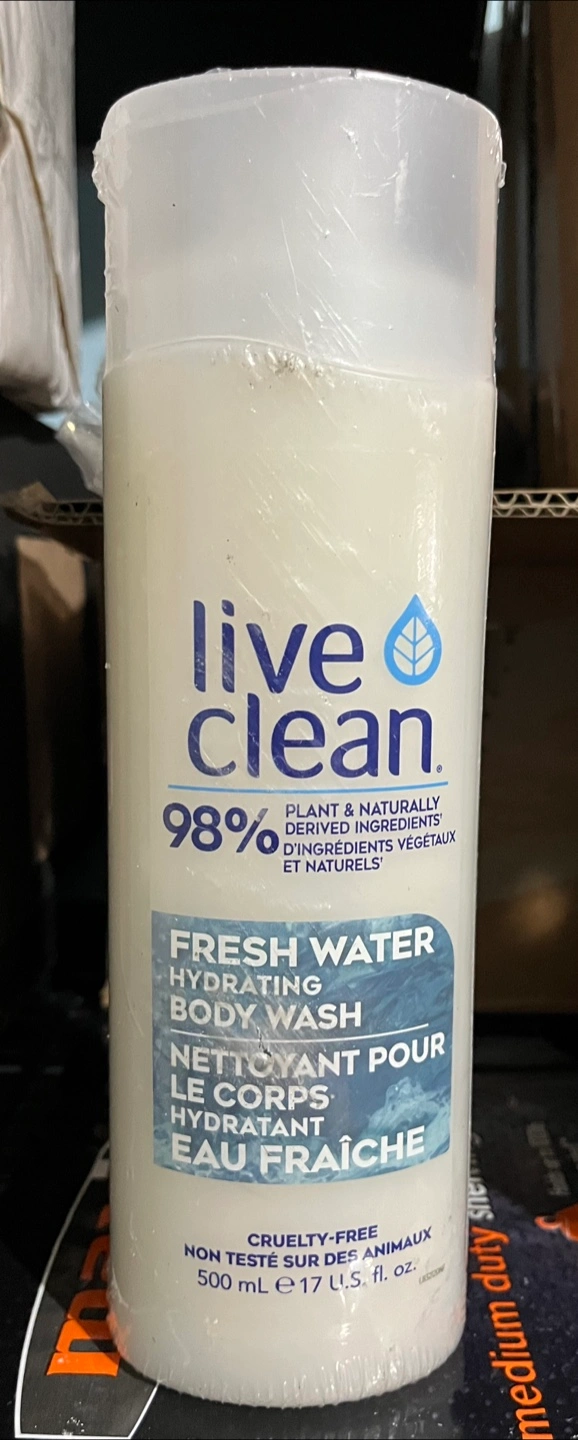 live
clean®
98% PLANT & NATURALLY
DERIVED INGREDIENTS†
D'INGRÉDIENTS VÉGÉTAUX
ET NATURELS†
FRESH WATER
HYDRATING
BODY WASH
NETTOYANT POUR
LE CORPS
HYDRATANT
EAU FRAÎCHE
CRUELTY-FREE
NON TESTÉ SUR DES ANIMAUX
500 mL ℮ 17 U.S. fl. oz.
medium duty